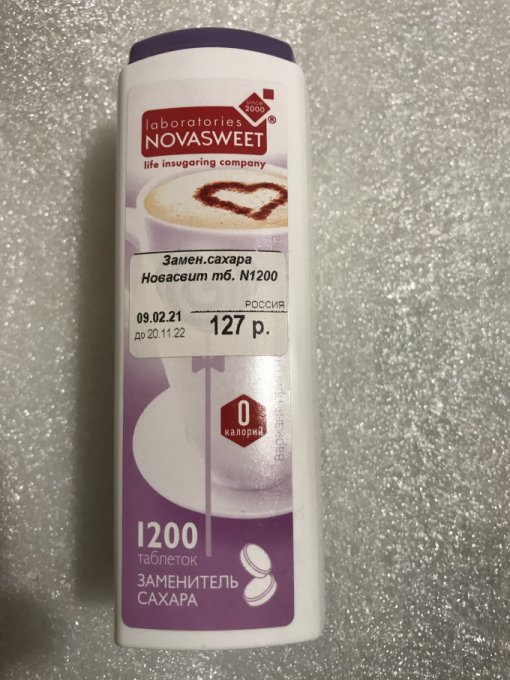 since
2000
laboratories
NOVASWEET®
life insugaring company
Замен.сахара
Новасвит тб. N1200
РОССИЯ
09.02.21
до 20.11.22
127 р.
0
калорий
1200
таблеток
ЗАМЕНИТЕЛЬ
САХАРА